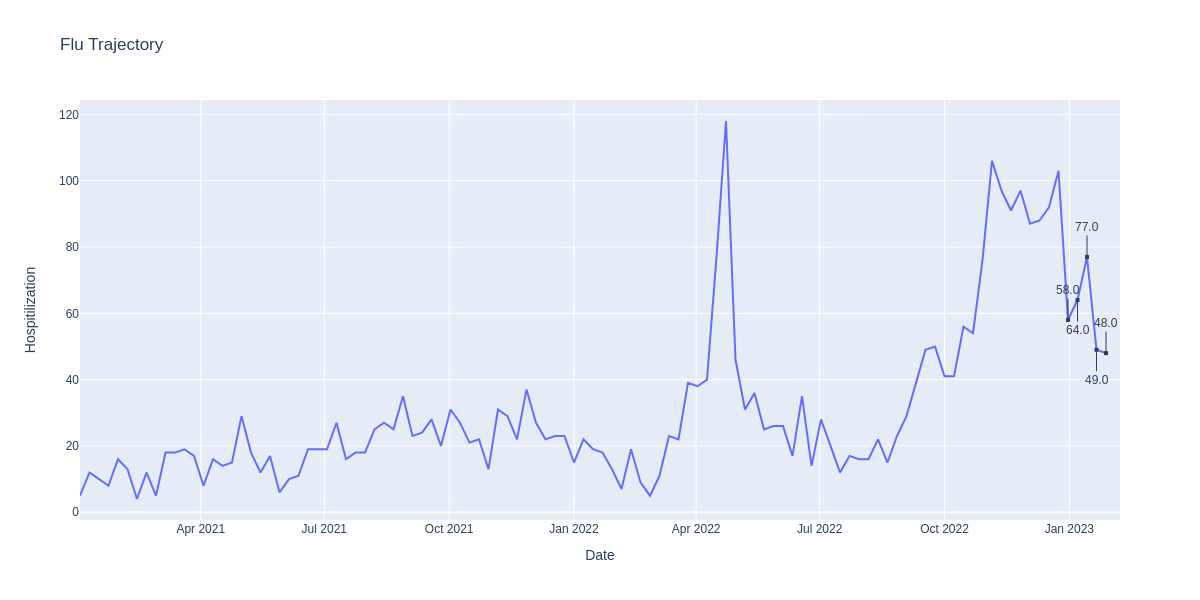 Flu Trajectory
120
100
80
60
40
20
0
77.0
58.0
64.0
48.0
49.0
Hospitilization
Apr 2021
Jul 2021
Oct 2021
Jan 2022
Apr 2022
Jul 2022
Oct 2022
Jan 2023
Date